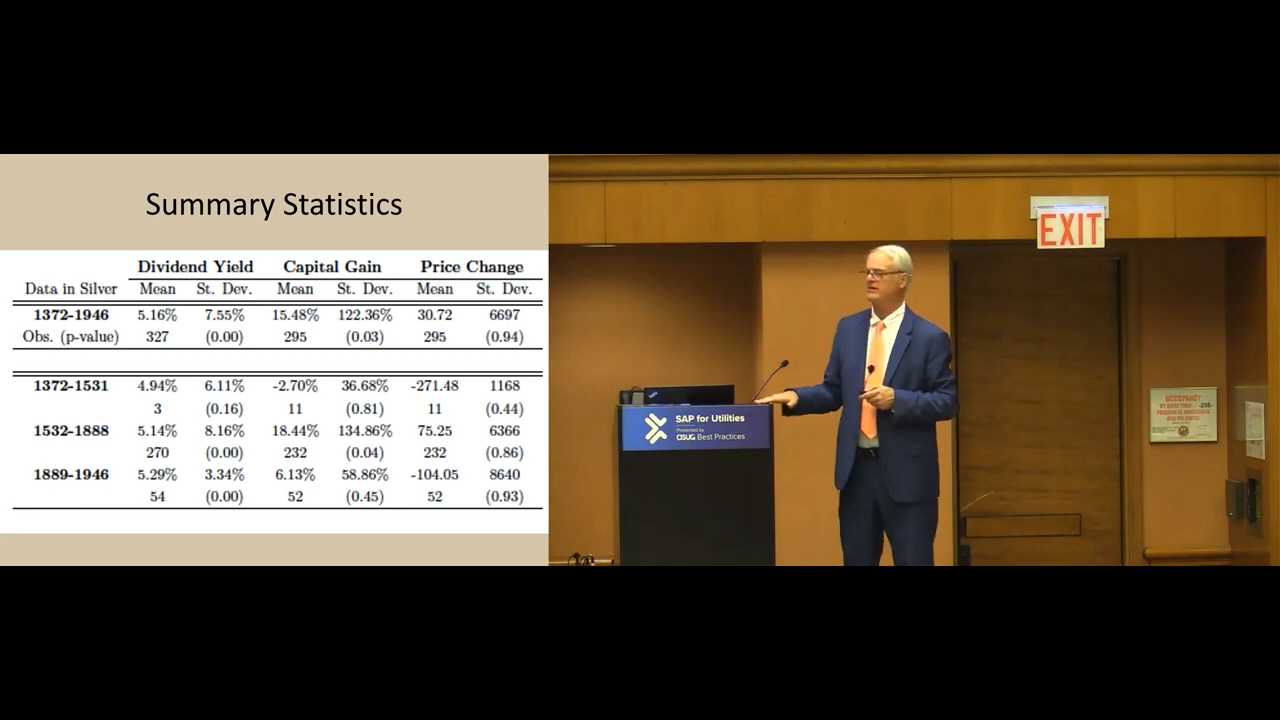 Summary Statistics
Dividend Yield Capital Gain Price Change
Data in Silver Mean St. Dev. Mean St. Dev. Mean St. Dev.
1372-1946 5.16% 7.55% 15.48% 122.36% 30.72 6697
Obs. (p-value) 327 (0.00) 295 (0.03) 295 (0.94)
1372-1531 4.94% 6.11% -2.70% 36.68% -271.48 1168
3 (0.16) 11 (0.81) 11 (0.44)
1532-1888 5.14% 8.16% 18.44% 134.86% 75.25 6366
270 (0.00) 232 (0.04) 232 (0.86)
1889-1946 5.29% 3.34% 6.13% 58.86% -104.05 8640
54 (0.00) 52 (0.45) 52 (0.93)
EXIT
SAP for Utilities
Presented by
ASUG Best Practices
OCCUPANCY